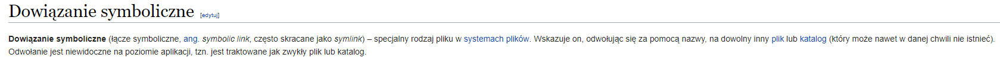 Dowiązanie symboliczne [edytuj]
Dowiązanie symboliczne (łącze symboliczne, ang. symbolic link, często skracane jako symlink) – specjalny rodzaj pliku w systemach plików. Wskazuje on, odwołując się za pomocą nazwy, na dowolny inny plik lub katalog (który może nawet w danej chwili nie istnieć).
Odwołanie jest niewidoczne na poziomie aplikacji, tzn. jest traktowane jak zwykły plik lub katalog.